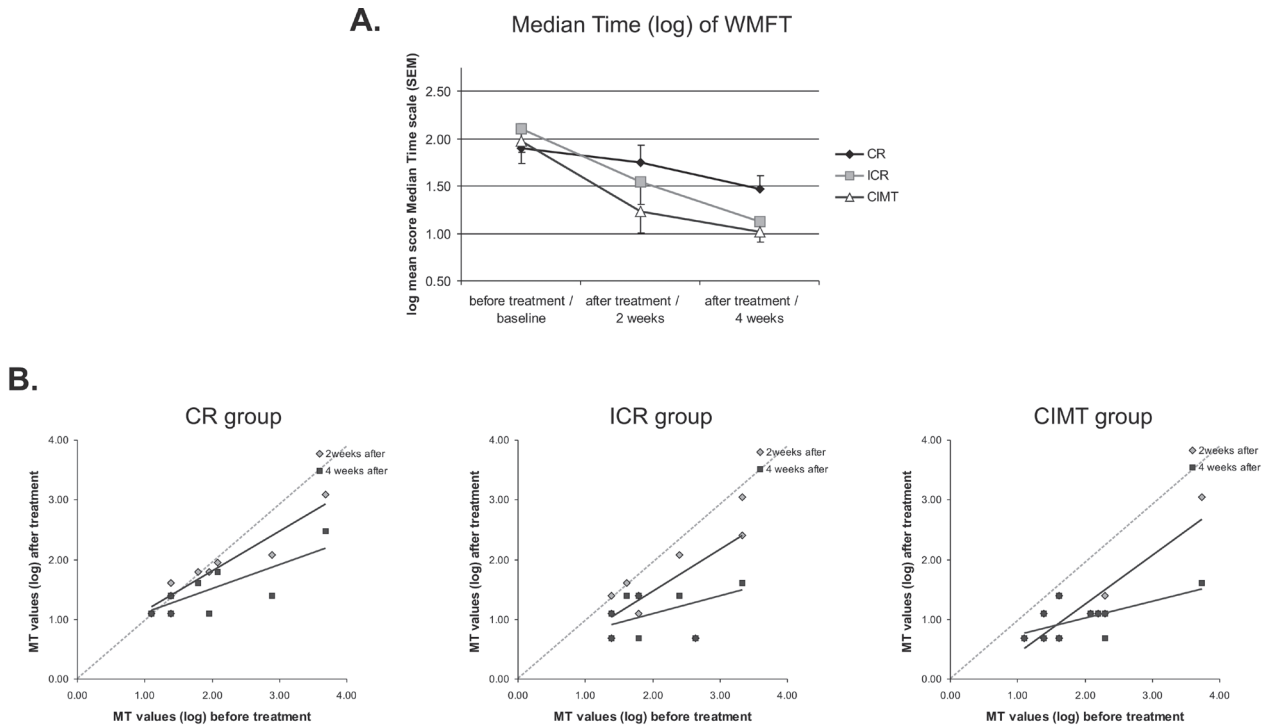 A.
Median Time (log) of WMFT
log mean score Median Time scale (SEM)
2.50
2.00
1.50
1.00
0.50
before treatment /
baseline
after treatment /
2 weeks
after treatment /
4 weeks
CR
ICR
CIMT
B.
CR group
MT values (log) after treatment
4.00
3.00
2.00
1.00
0.00
0.00
1.00
2.00
3.00
4.00
MT values (log) before treatment
2weeks after
4 weeks after
ICR group
MT values (log) after treatment
4.00
3.00
2.00
1.00
0.00
0.00
1.00
2.00
3.00
4.00
MT values (log) before treatment
2weeks after
4 weeks after
CIMT group
MT values (log) after treatment
4.00
3.00
2.00
1.00
0.00
0.00
1.00
2.00
3.00
4.00
MT values (log) before treatment
2weeks after
4 weeks after